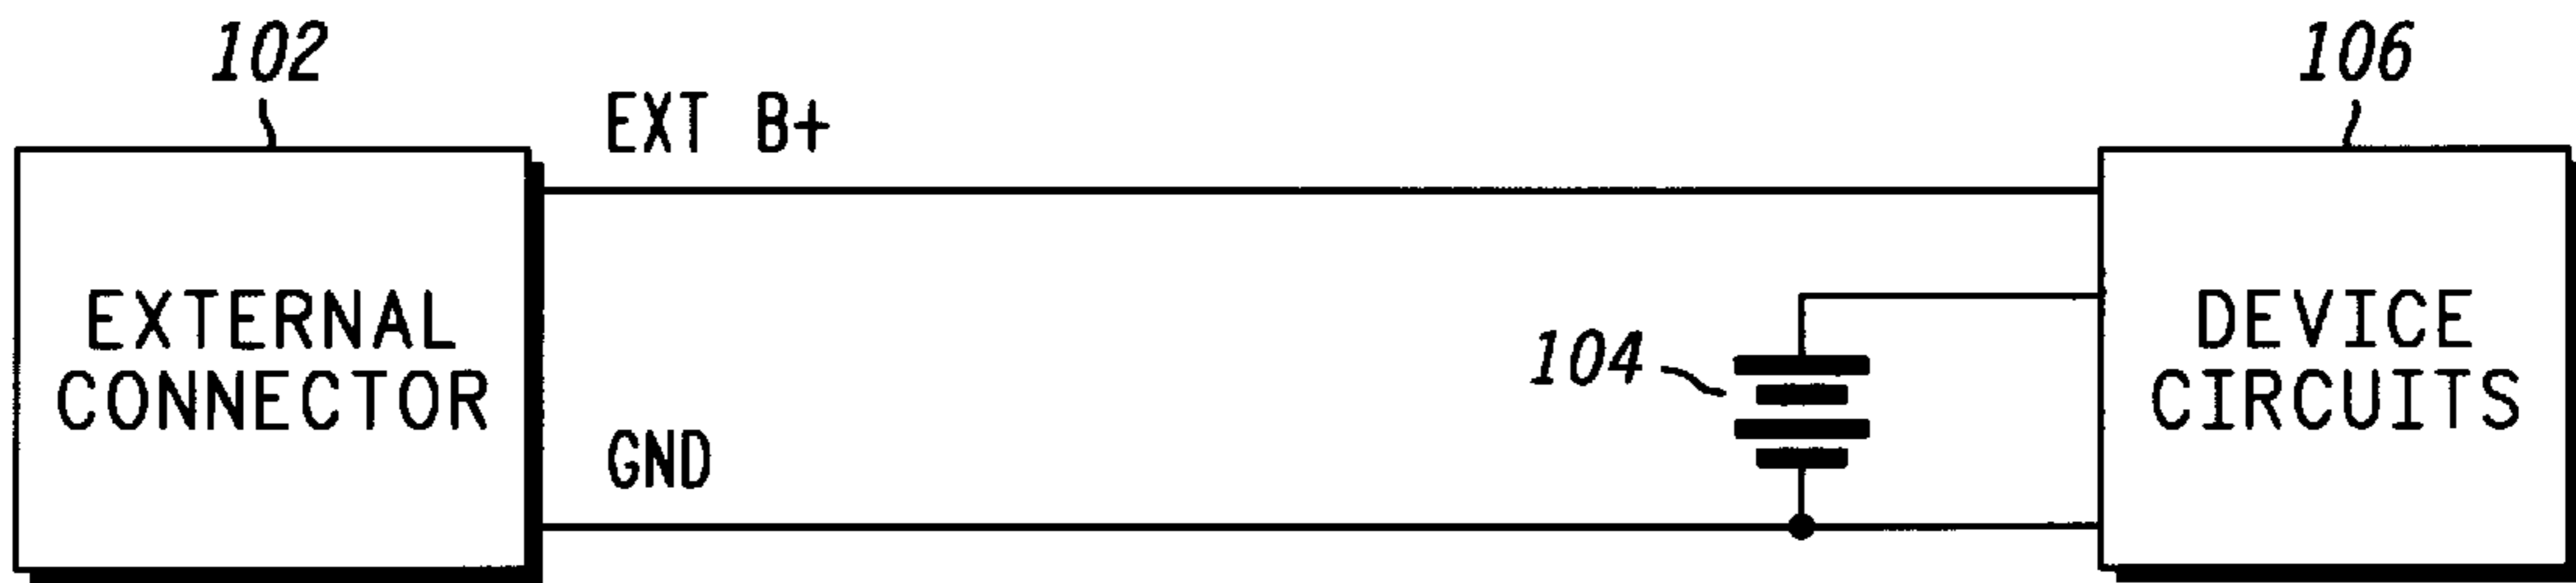 102
106
EXT B+
EXTERNAL
CONNECTOR
DEVICE
CIRCUITS
104
GND